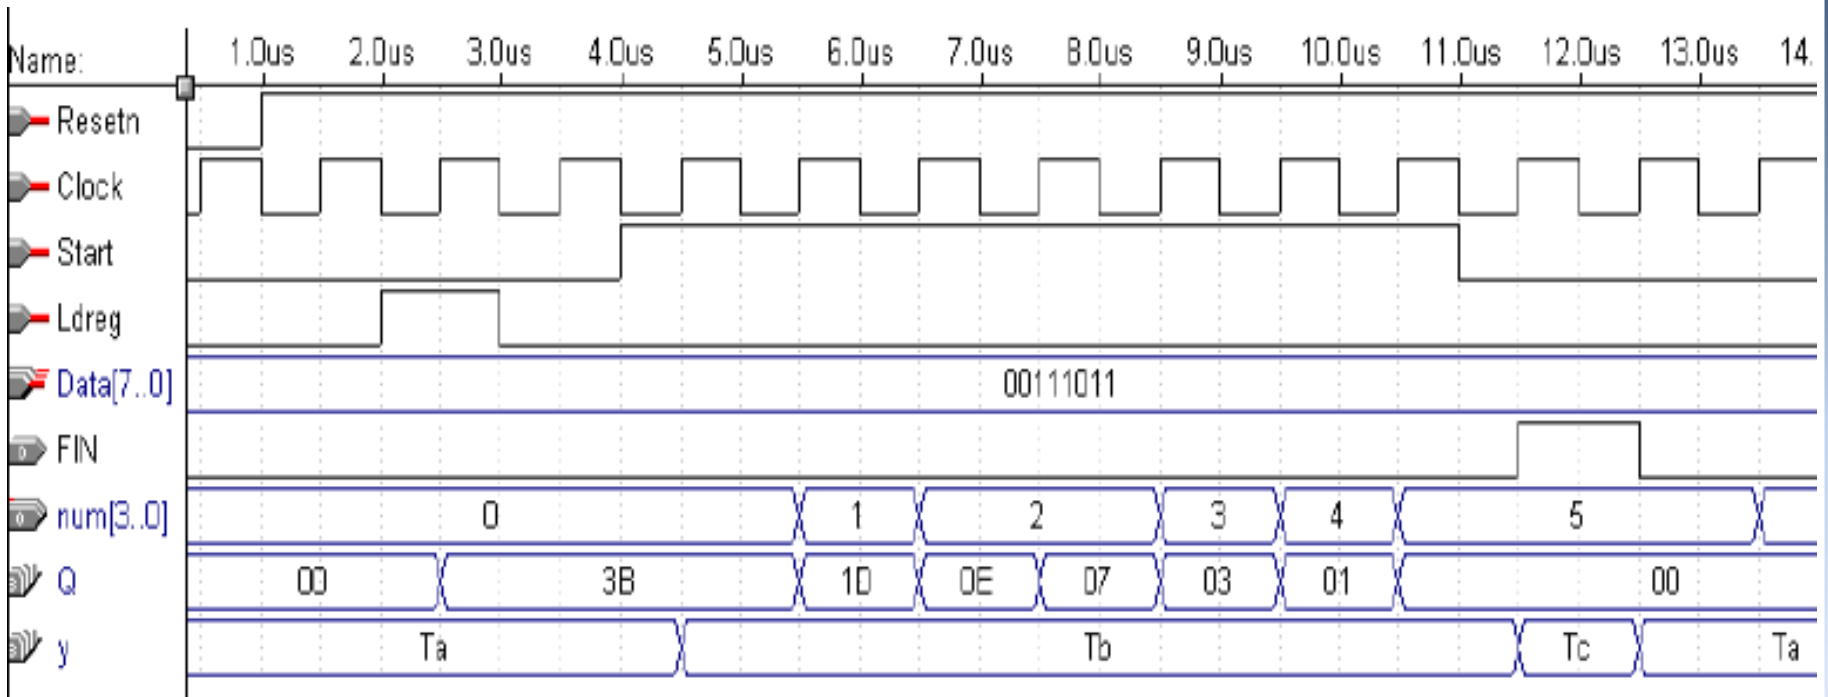 Name: 1.0us 2.0us 3.0us 4.0us 5.0us 6.0us 7.0us 8.0us 9.0us 10.0us 11.0us 12.0us 13.0us 14.
Resetn
Clock
Start
Ldreg
Data[7..0] 00111011
FIN
num[3..0] 0 1 2 3 4 5
Q 00 3B 1D 0E 07 03 01 00
y Ta Tb Tc Ta